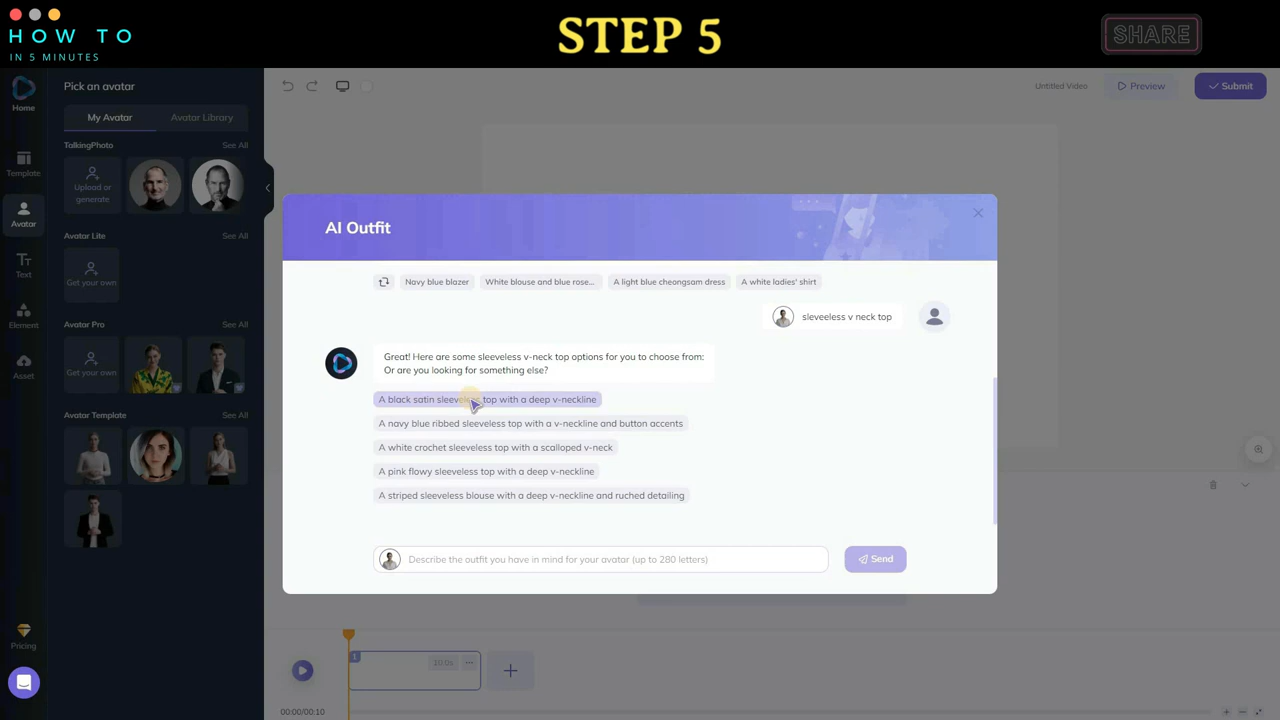 HOW TO
IN 5 MINUTES
STEP 5
SHARE
Home
Template
Avatar
Text
Element
Asset
Pricing
Pick an avatar
My Avatar
Avatar Library
TalkingPhoto
See All
Upload or
generate
Avatar Lite
See All
Get your own
Avatar Pro
See All
Get your own
Avatar Template
See All
Untitled Video
Preview
Submit
AI Outfit
Navy blue blazer
White blouse and blue rose...
A light blue cheongsam dress
A white ladies' shirt
sleveeless v neck top
Great! Here are some sleeveless v-neck top options for you to choose from:
Or are you looking for something else?
A black satin sleeveless top with a deep v-neckline
A navy blue ribbed sleeveless top with a v-neckline and button accents
A white crochet sleeveless top with a scalloped v-neck
A pink flowy sleeveless top with a deep v-neckline
A striped sleeveless blouse with a deep v-neckline and ruched detailing
Describe the outfit you have in mind for your avatar (up to 280 letters)
Send
1
10.0s
00:00/00:10